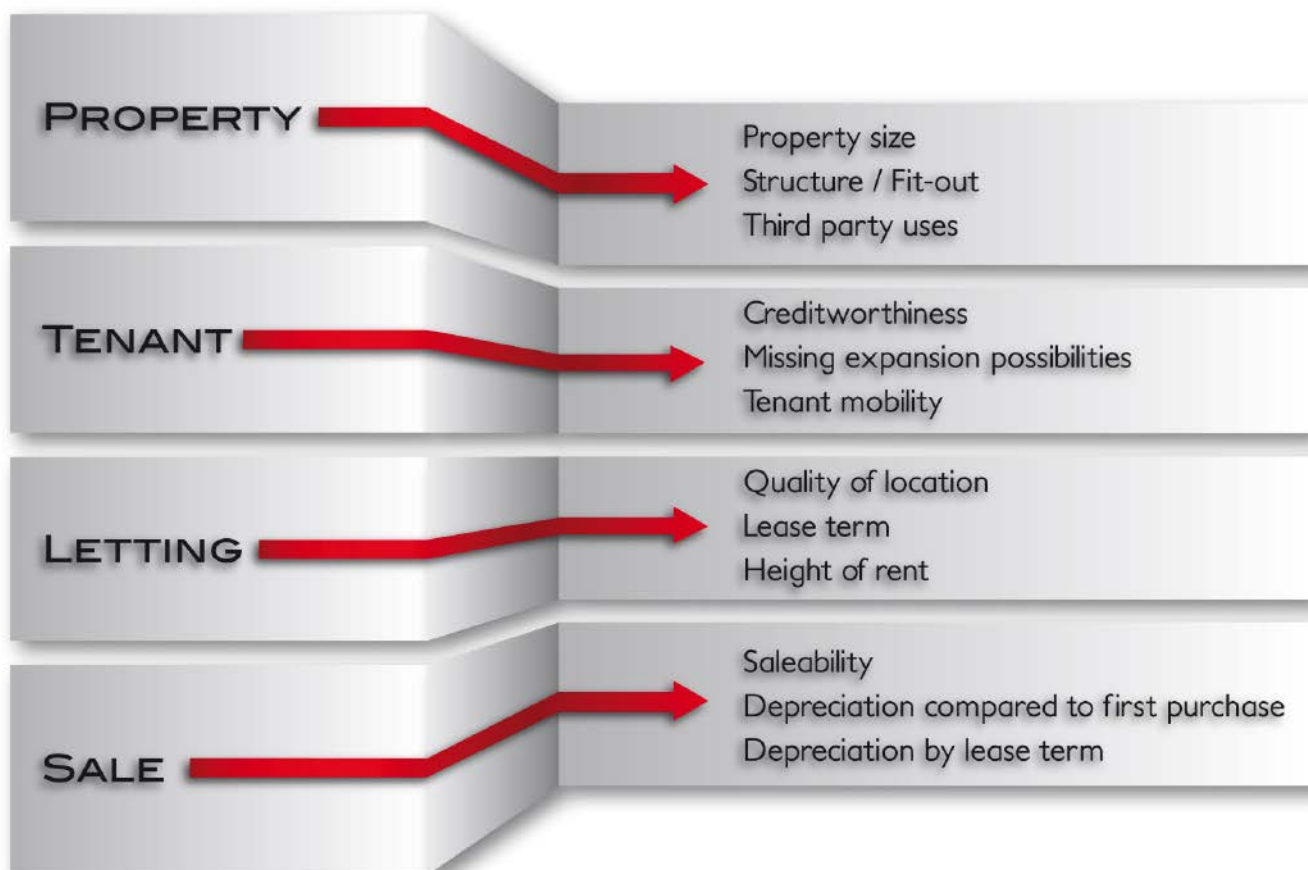 PROPERTY
Property size
Structure / Fit-out
Third party uses
TENANT
Creditworthiness
Missing expansion possibilities
Tenant mobility
LETTING
Quality of location
Lease term
Height of rent
SALE
Saleability
Depreciation compared to first purchase
Depreciation by lease term